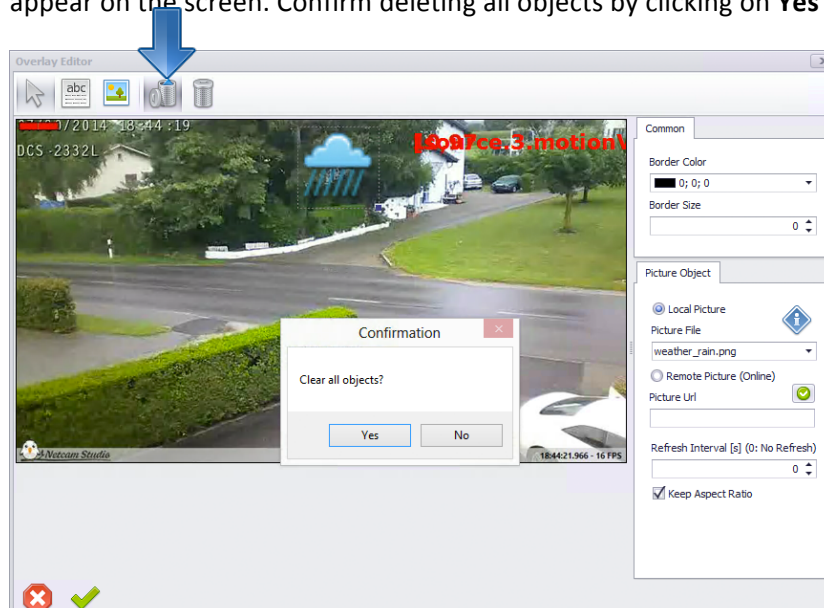 appear on the screen. Confirm deleting all objects by clicking on Yes
Overlay Editor
abc
/2014 18:44:19
DCS-2332L
Netcam Studio
18:44:21.966 - 16 FPS
Confirmation
Clear all objects?
Yes
No
Common
Border Color
0; 0; 0
Border Size
0
Picture Object
Local Picture
Picture File
weather_rain.png
Remote Picture (Online)
Picture Url
Refresh Interval [s] (0: No Refresh)
0
Keep Aspect Ratio